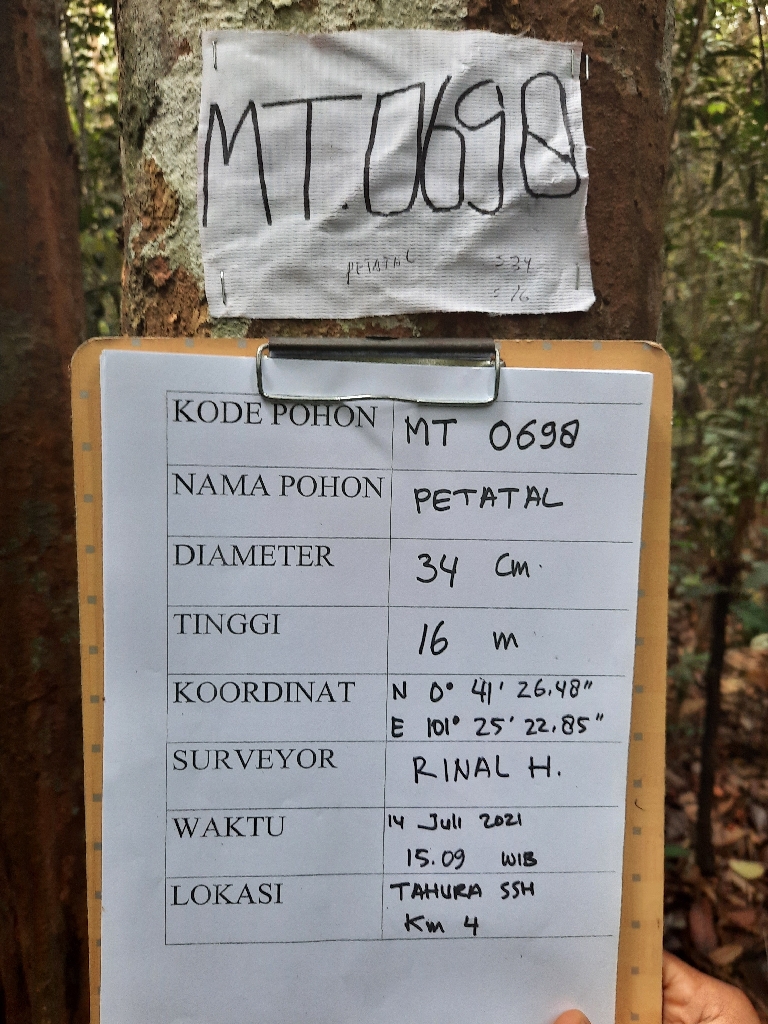 MT.0698
PETATAL S 34
S 16
KODE POHON MT 0698
NAMA POHON PETATAL
DIAMETER 34 Cm.
TINGGI 16 m
KOORDINAT N 0° 41' 26.48"
E 101° 25' 22.85"
SURVEYOR RINAL H.
WAKTU 14 Juli 2021
15.09 WIB
LOKASI TAHURA SSH
Km 4